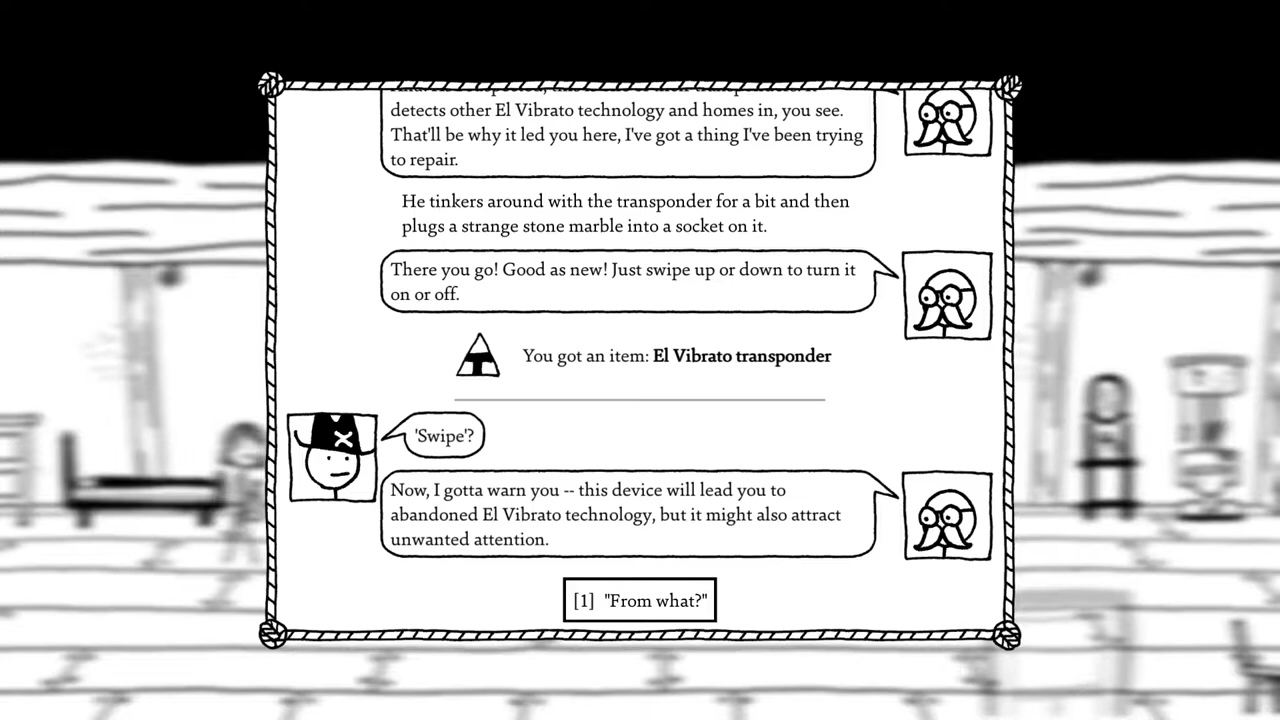 detects other El Vibrato technology and homes in, you see.
That'll be why it led you here, I've got a thing I've been trying
to repair.
He tinkers around with the transponder for a bit and then
plugs a strange stone marble into a socket on it.
There you go! Good as new! Just swipe up or down to turn it
on or off.
You got an item: El Vibrato transponder
'Swipe'?
Now, I gotta warn you -- this device will lead you to
abandoned El Vibrato technology, but it might also attract
unwanted attention.
[1] "From what?"